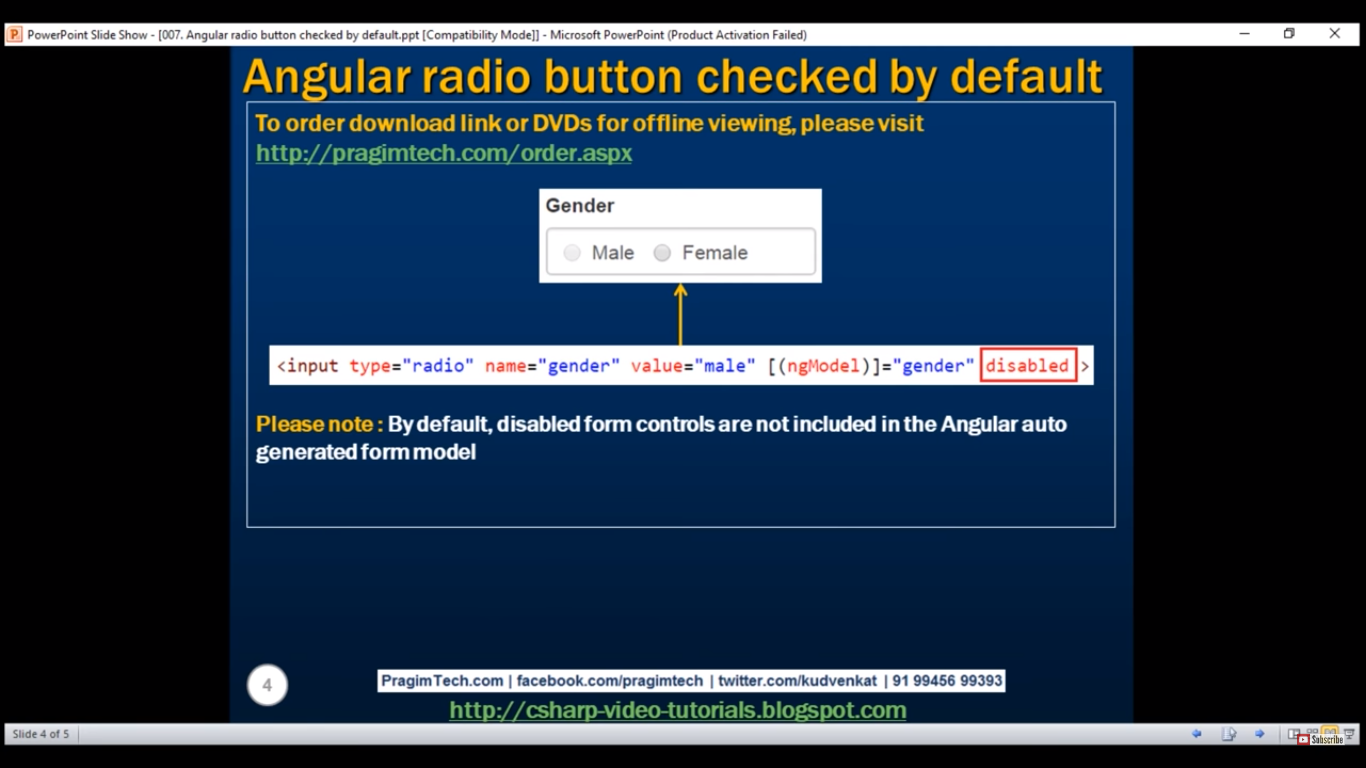 PowerPoint Slide Show - [007. Angular radio button checked by default.ppt [Compatibility Mode]] - Microsoft PowerPoint (Product Activation Failed)
Angular radio button checked by default
To order download link or DVDs for offline viewing, please visit
http://pragimtech.com/order.aspx
Gender
Male Female
<input type="radio" name="gender" value="male" [(ngModel)]="gender" disabled >
Please note : By default, disabled form controls are not included in the Angular auto
generated form model
4
PragimTech.com | facebook.com/pragimtech | twitter.com/kudvenkat | 91 99456 99393
http://csharp-video-tutorials.blogspot.com
Slide 4 of 5
Subscribe